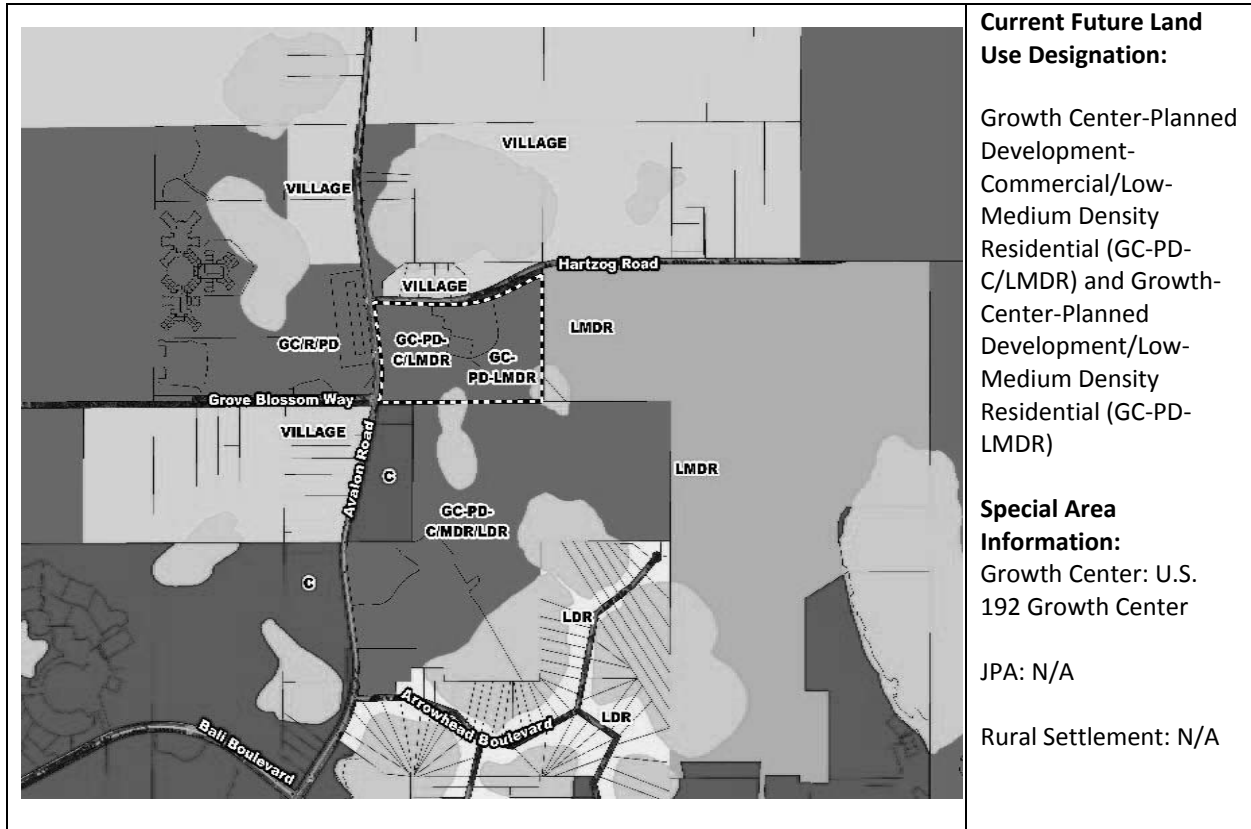 VILLAGE
VILLAGE
Hartzog Road
VILLAGE
LMDR
GC-PD-
C/LMDR
GC/R/PD
GC-
PD-LMDR
Grove Blossom Way
VILLAGE
Avalon Road
C
LMDR
GC-PD-
C/MDR/LDR
C
LDR
Arrowhead Boulevard
LDR
Bali Boulevard
Current Future Land
Use Designation:
Growth Center-Planned
Development-
Commercial/Low-
Medium Density
Residential (GC-PD-
C/LMDR) and Growth-
Center-Planned
Development/Low-
Medium Density
Residential (GC-PD-
LMDR)
Special Area
Information:
Growth Center: U.S.
192 Growth Center
JPA: N/A
Rural Settlement: N/A